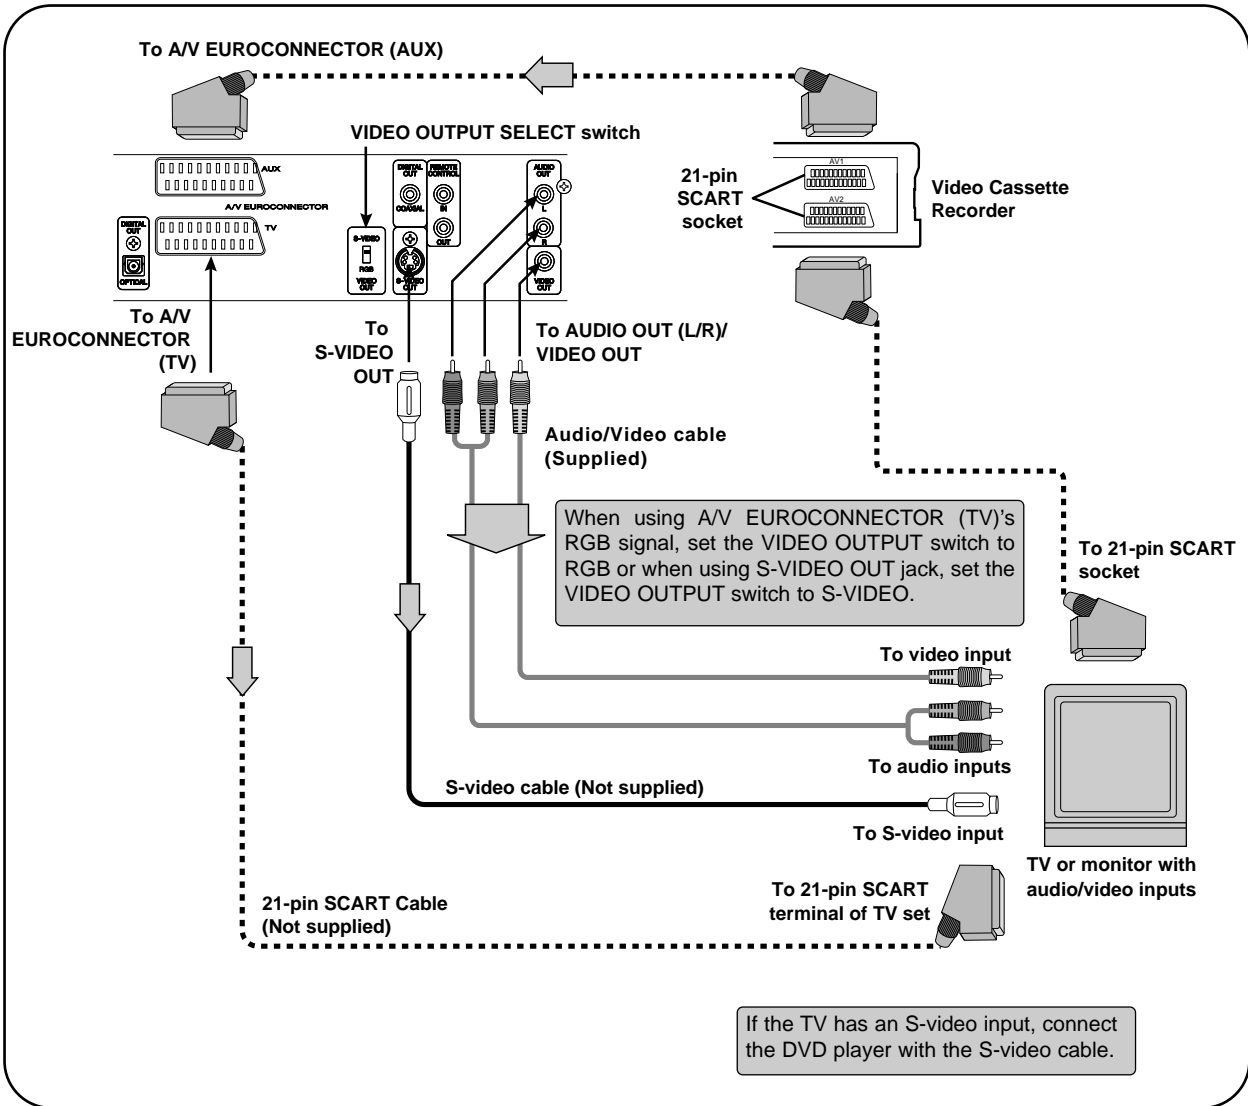 To A/V EUROCONNECTOR (AUX)
VIDEO OUTPUT SELECT switch
AUX
A/V EUROCONNECTOR
TV
DIGITAL
OUT
OPTICAL
S-VIDEO
RGB
VIDEO
OUT
DIGITAL
OUT
COAXIAL
S-VIDEO
OUT
REMOTE
CONTROL
IN
OUT
AUDIO
OUT
L
R
VIDEO
OUT
21-pin
SCART
socket
AV1
AV2
Video Cassette
Recorder
To A/V
EUROCONNECTOR
(TV)
To
S-VIDEO
OUT
To AUDIO OUT (L/R)/
VIDEO OUT
Audio/Video cable
(Supplied)
When using A/V EUROCONNECTOR (TV)'s
RGB signal, set the VIDEO OUTPUT switch to
RGB or when using S-VIDEO OUT jack, set the
VIDEO OUTPUT switch to S-VIDEO.
To 21-pin SCART
socket
To video input
To audio inputs
S-video cable (Not supplied)
To S-video input
TV or monitor with
audio/video inputs
To 21-pin SCART
terminal of TV set
21-pin SCART Cable
(Not supplied)
If the TV has an S-video input, connect
the DVD player with the S-video cable.